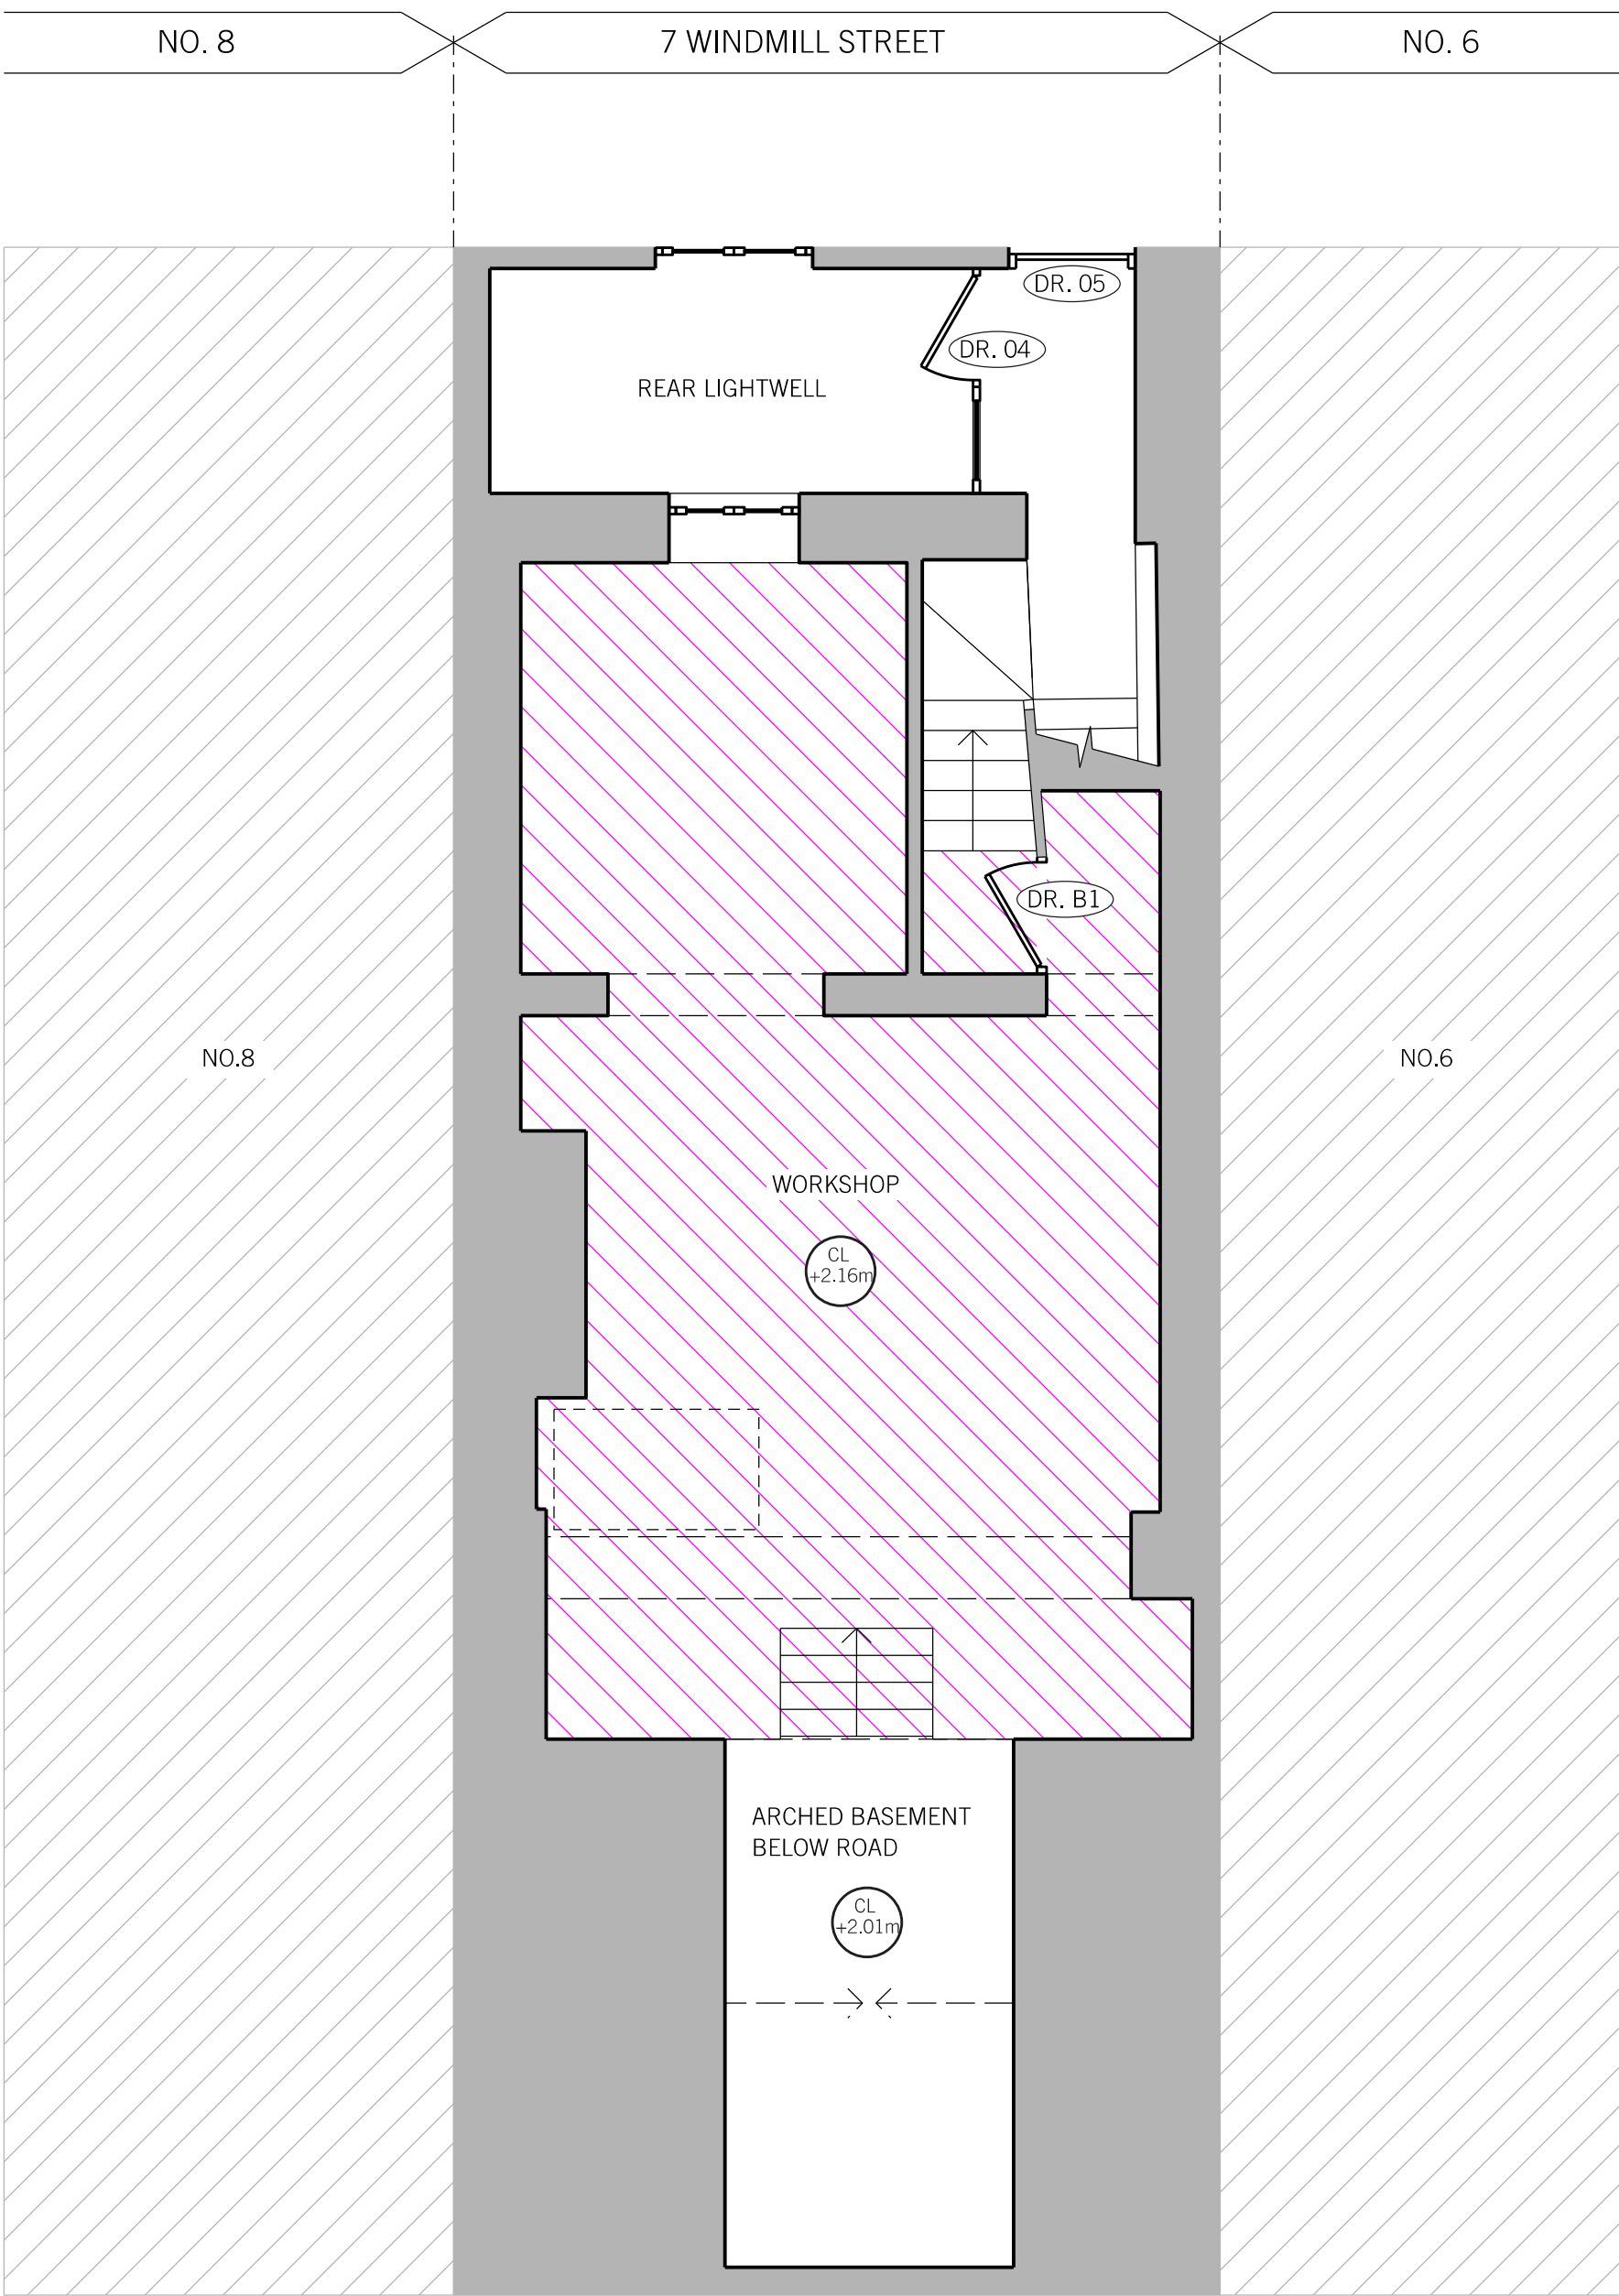 NO. 8
7 WINDMILL STREET
NO. 6
DR. 05
DR. 04
REAR LIGHTWELL
DR. B1
NO.8
NO.6
WORKSHOP
CL
+2.16m
ARCHED BASEMENT
BELOW ROAD
CL
+2.01m